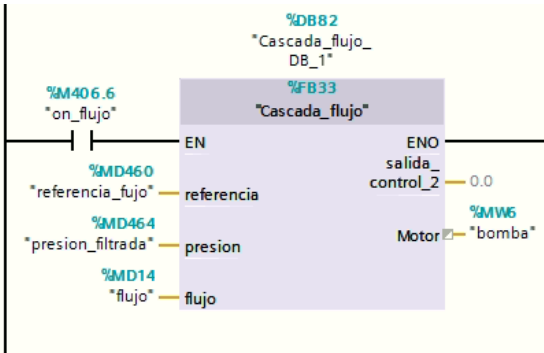 %DB82
"Cascada_flujo_
DB_1"
%FB33
"Cascada_flujo"
%M406.6
"on_flujo"
EN
ENO
%MD460
"referencia_fujo"
referencia
salida_
control_2
0.0
%MD464
"presion_filtrada"
presion
%MW6
Motor
"bomba"
%MD14
"flujo"
flujo